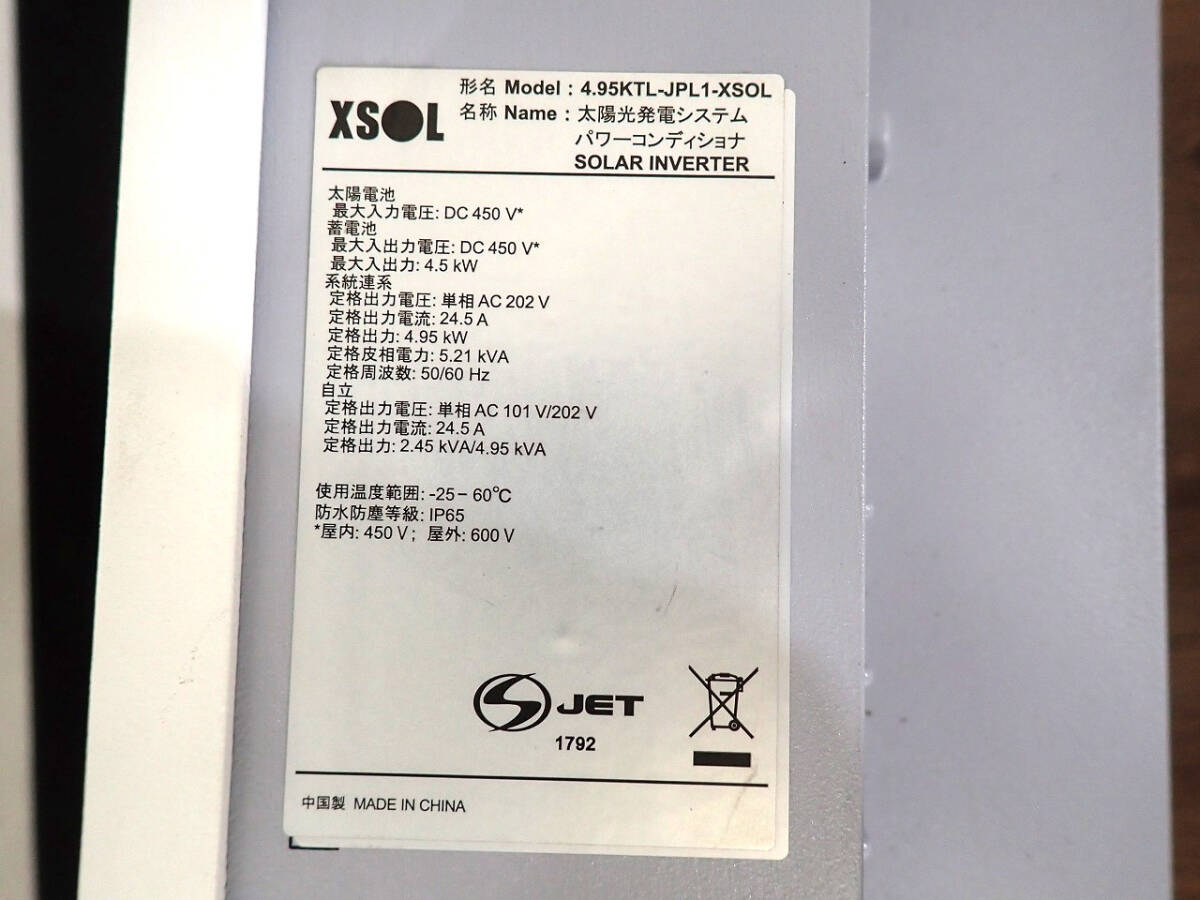 XSOL
形名 Model : 4.95KTL-JPL1-XSOL
名称 Name : 太陽光発電システム
パワーコンディショナ
SOLAR INVERTER
太陽電池
最大入力電圧: DC 450 V*
蓄電池
最大入出力電圧: DC 450 V*
最大入出力: 4.5 kW
系統連系
定格出力電圧: 単相 AC 202 V
定格出力電流: 24.5 A
定格出力: 4.95 kW
定格皮相電力: 5.21 kVA
定格周波数: 50/60 Hz
自立
定格出力電圧: 単相 AC 101 V/202 V
定格出力電流: 24.5 A
定格出力: 2.45 kVA/4.95 kVA
使用温度範囲: -25– 60℃
防水防塵等級: IP65
*屋内: 450 V ; 屋外: 600 V
JET
1792
中国製 MADE IN CHINA